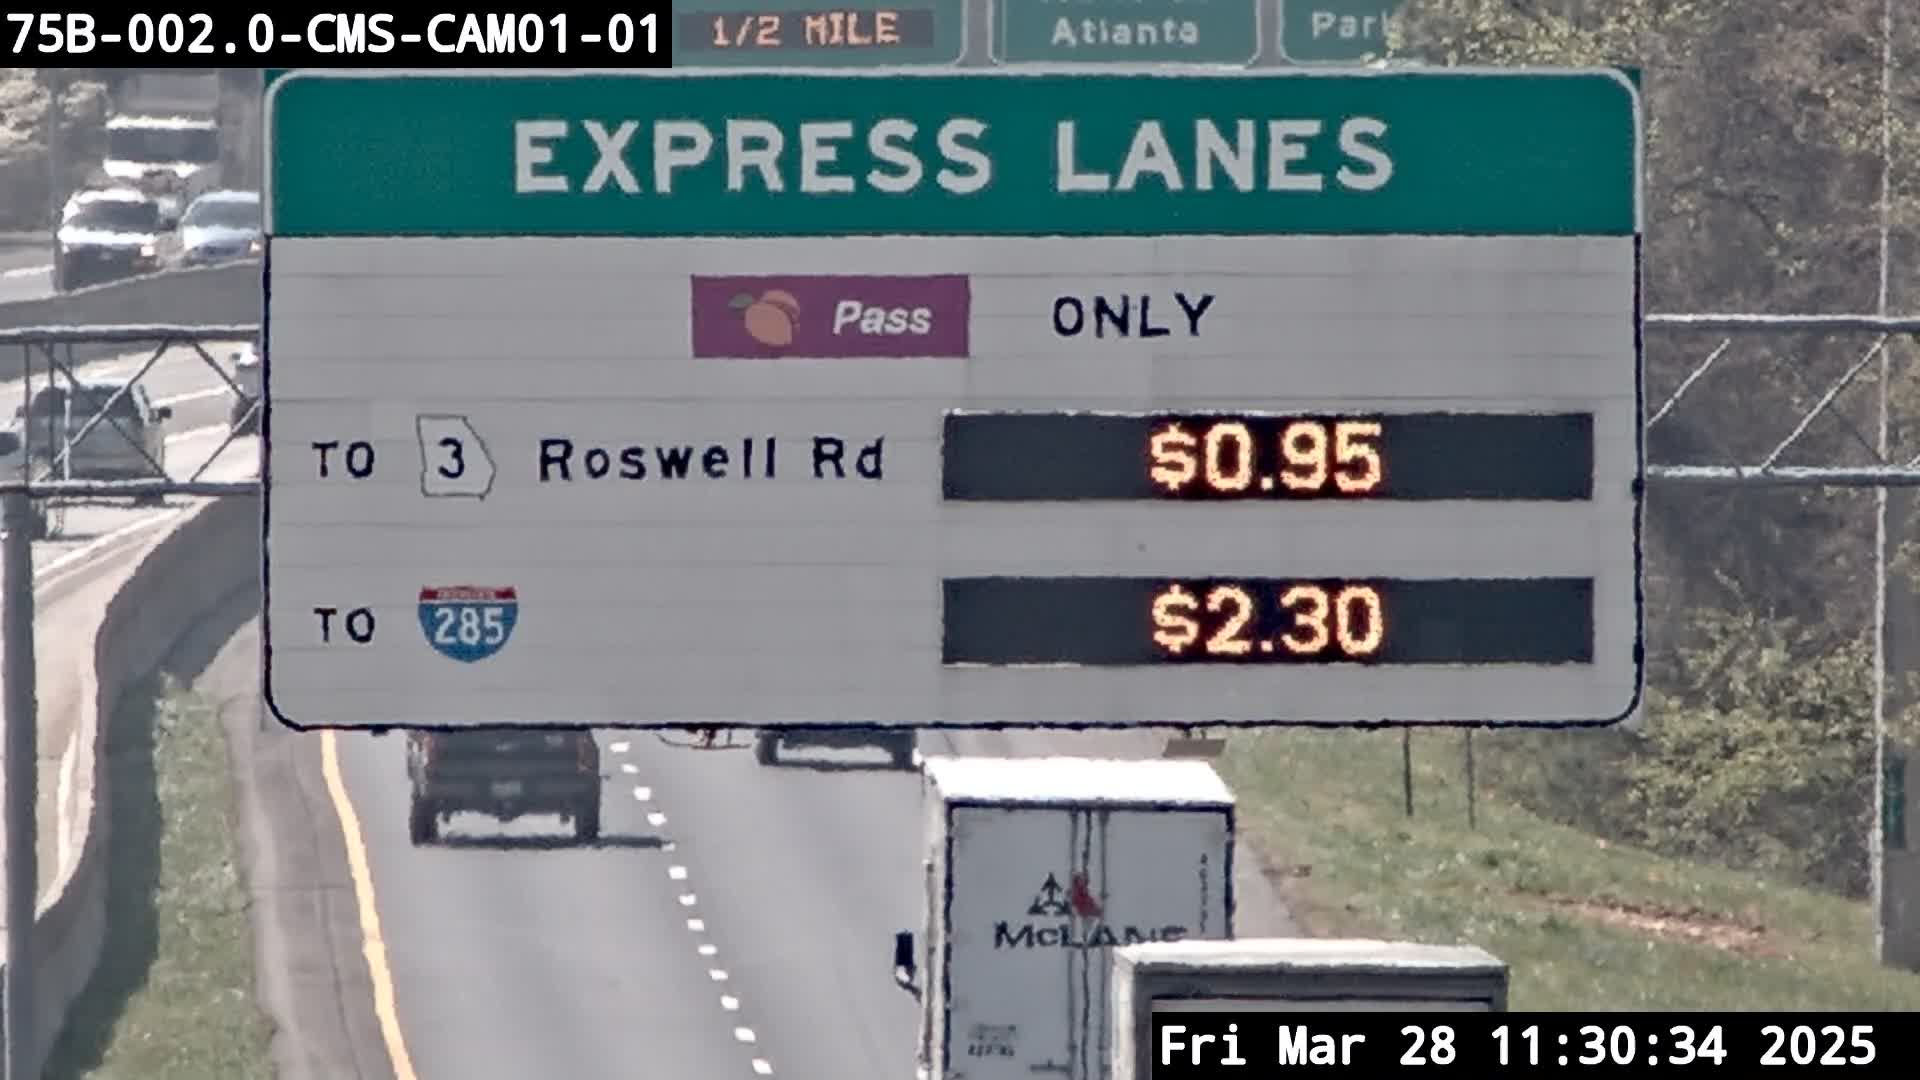 75B-002.0-CMS-CAM01-01
1/2 MILE
Atlanta
EXPRESS LANES
Pass ONLY
TO 3 Roswell Rd $0.95
TO 285 $2.30
McLANE
Fri Mar 28 11:30:34 2025